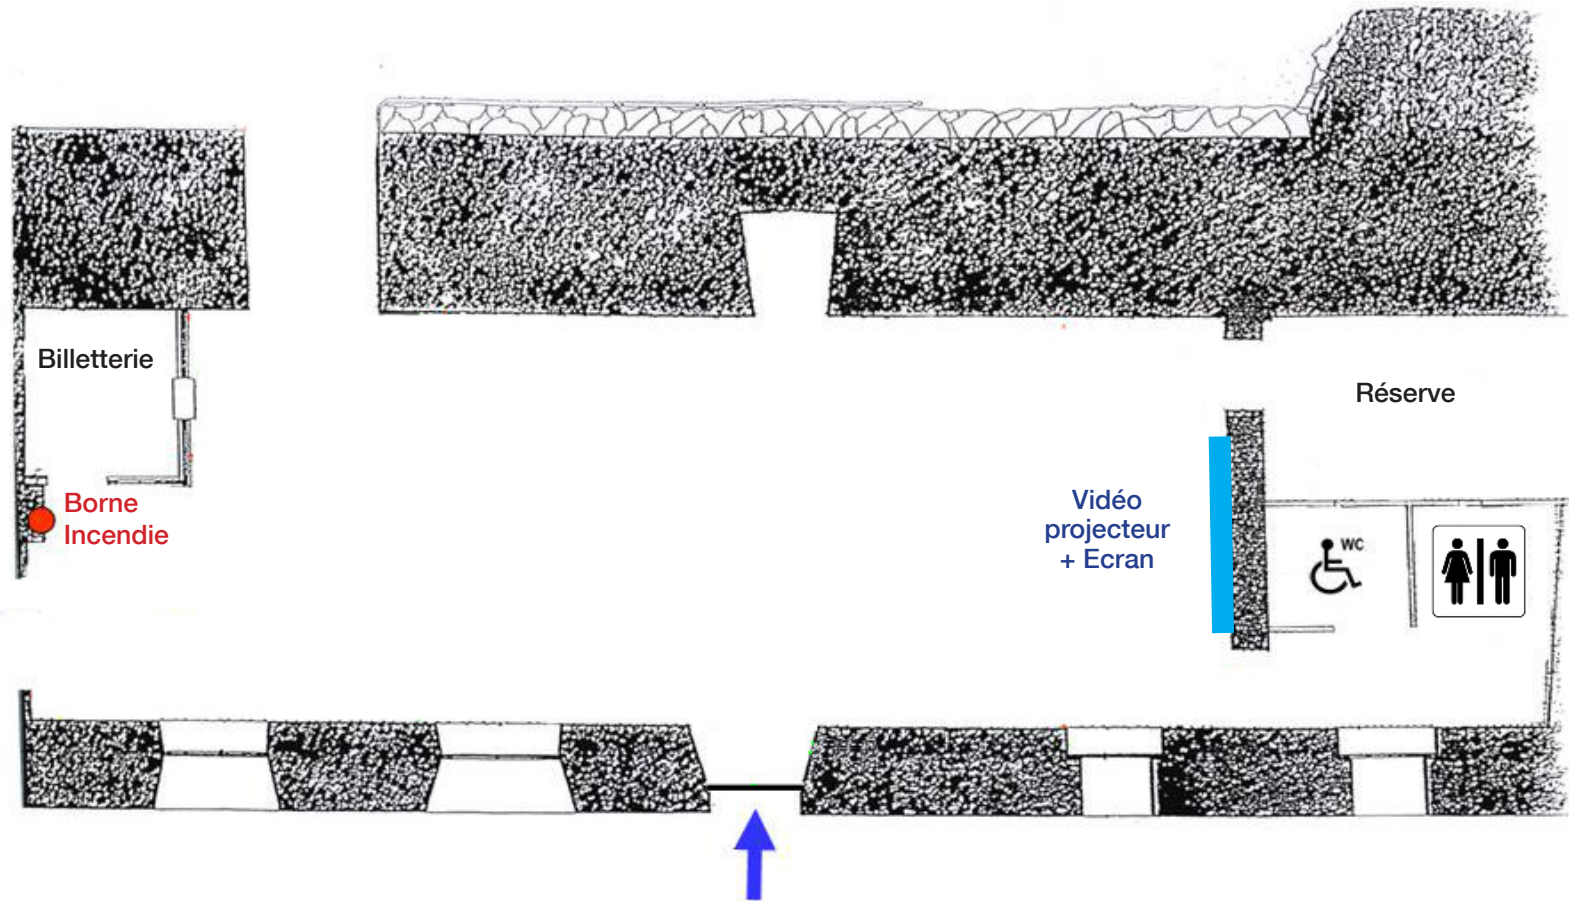 Billetterie
Réserve
Borne
Incendie
Vidéo
projecteur
+ Ecran
WC